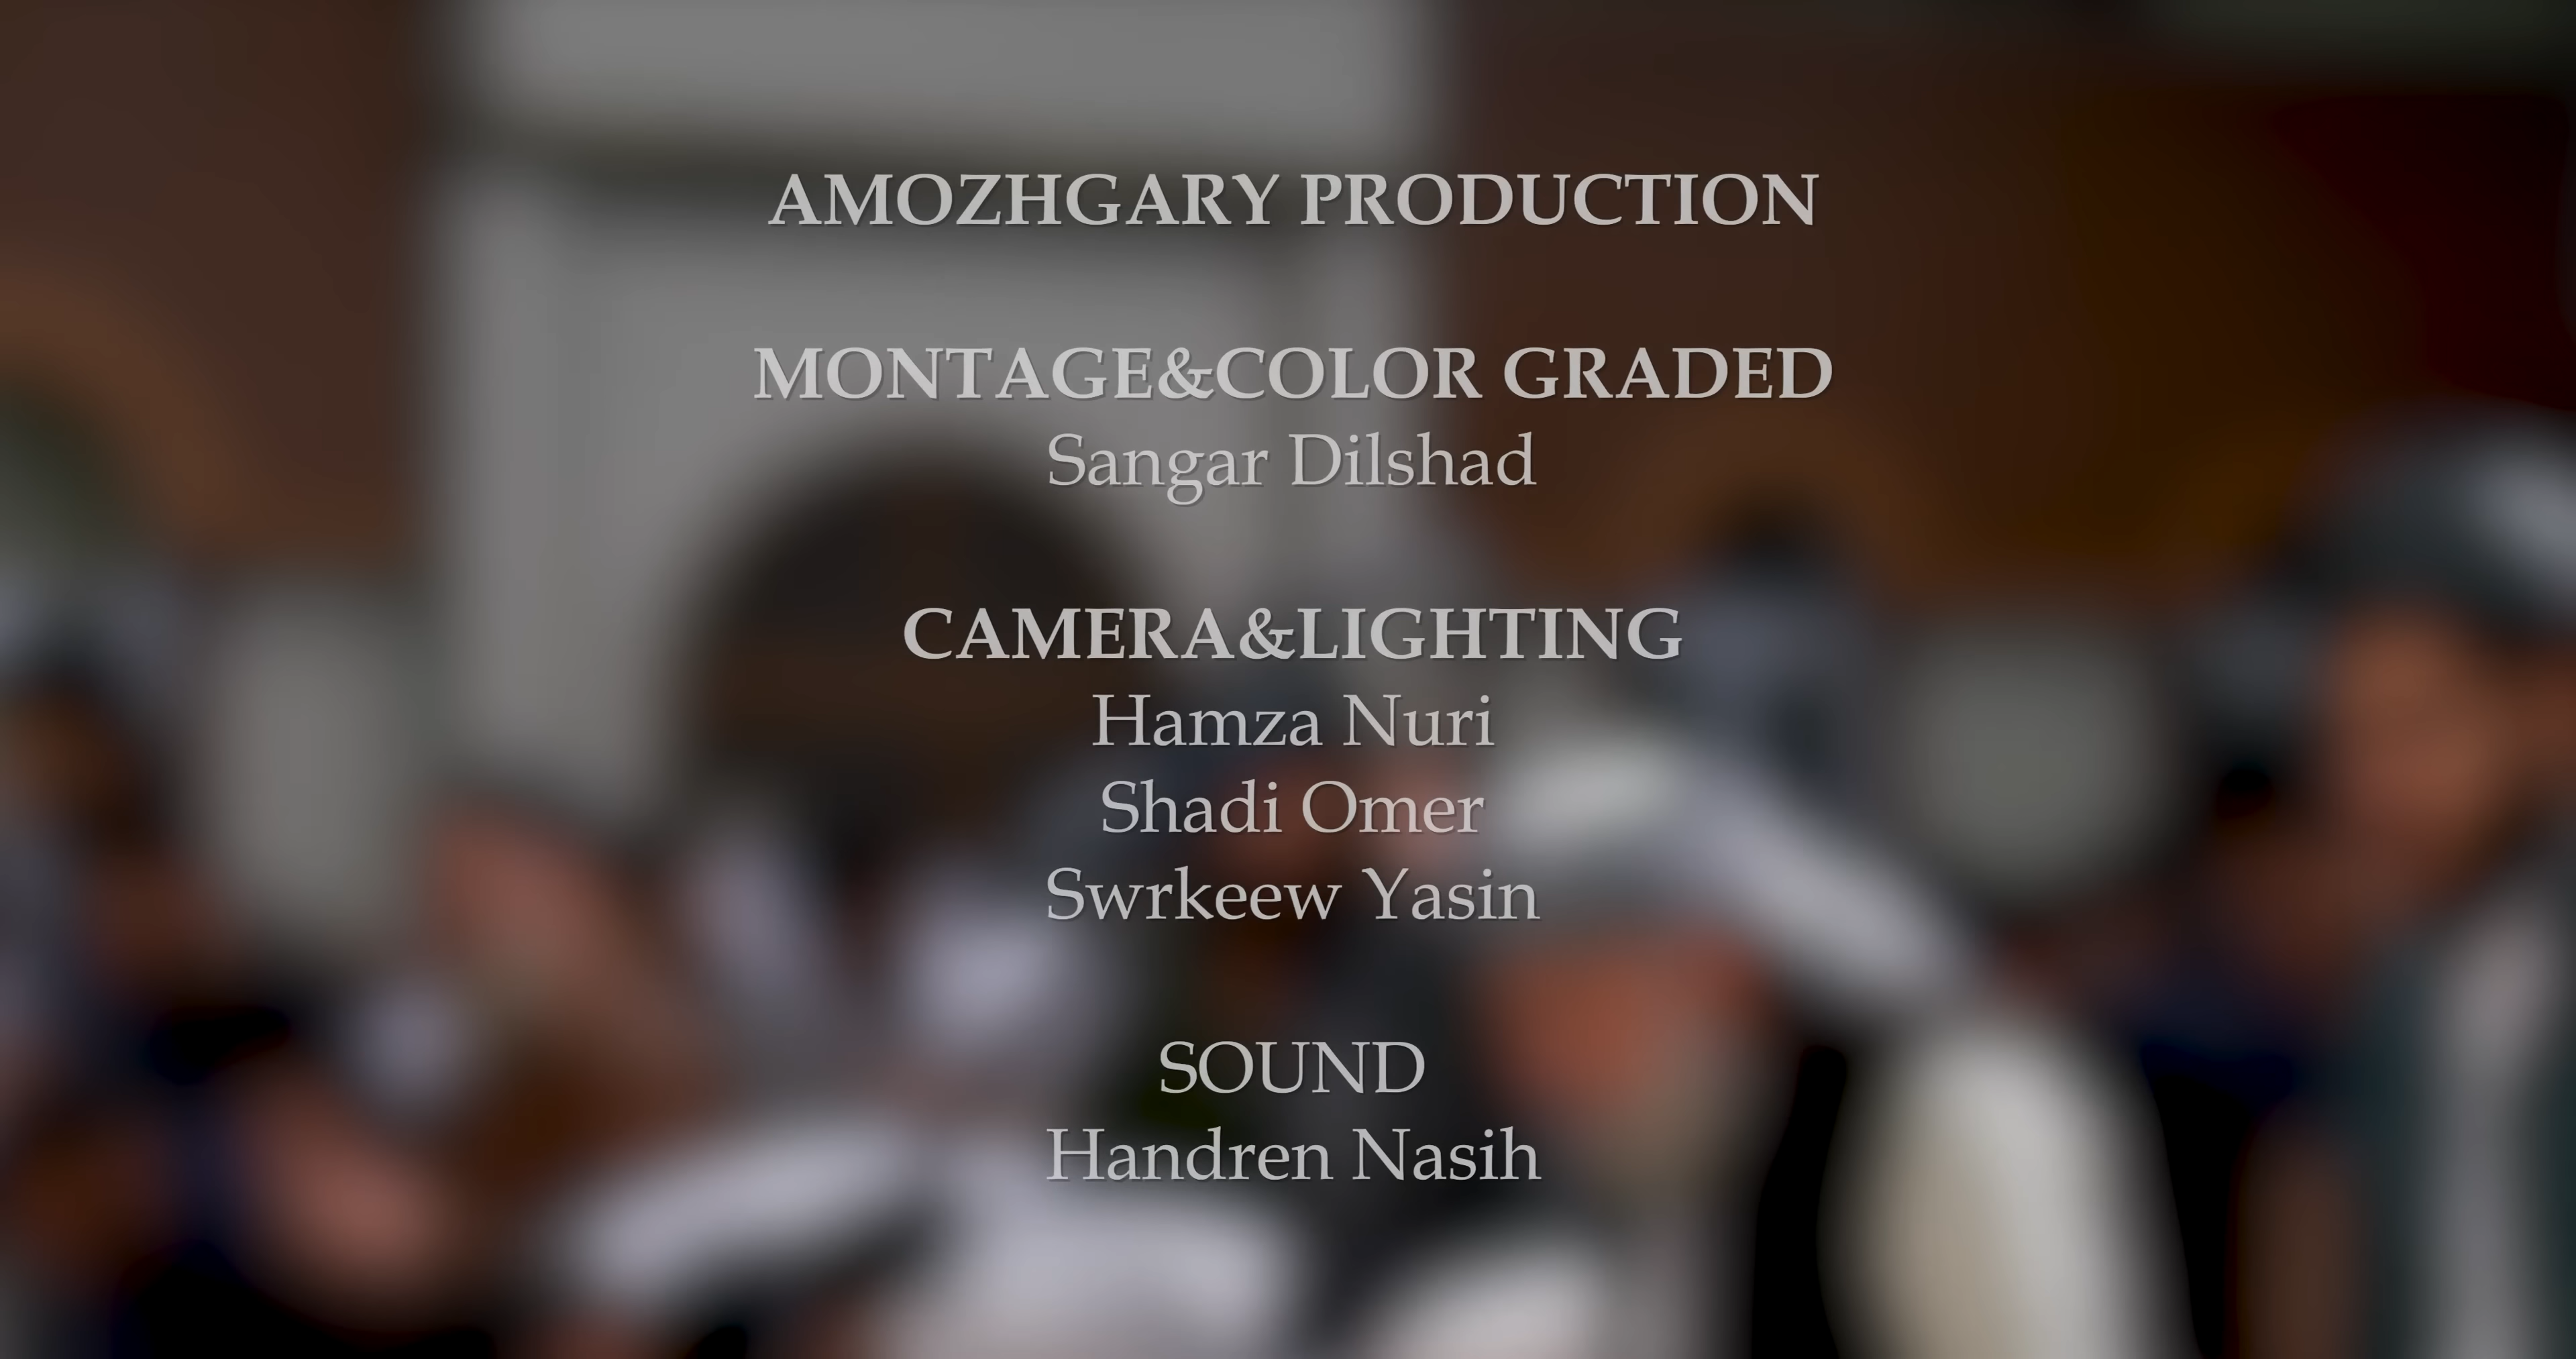 AMOZHGARY PRODUCTION
MONTAGE&COLOR GRADED
Sangar Dilshad
CAMERA&LIGHTING
Hamza Nuri
Shadi Omer
Swrkeew Yasin
SOUND
Handren Nasih